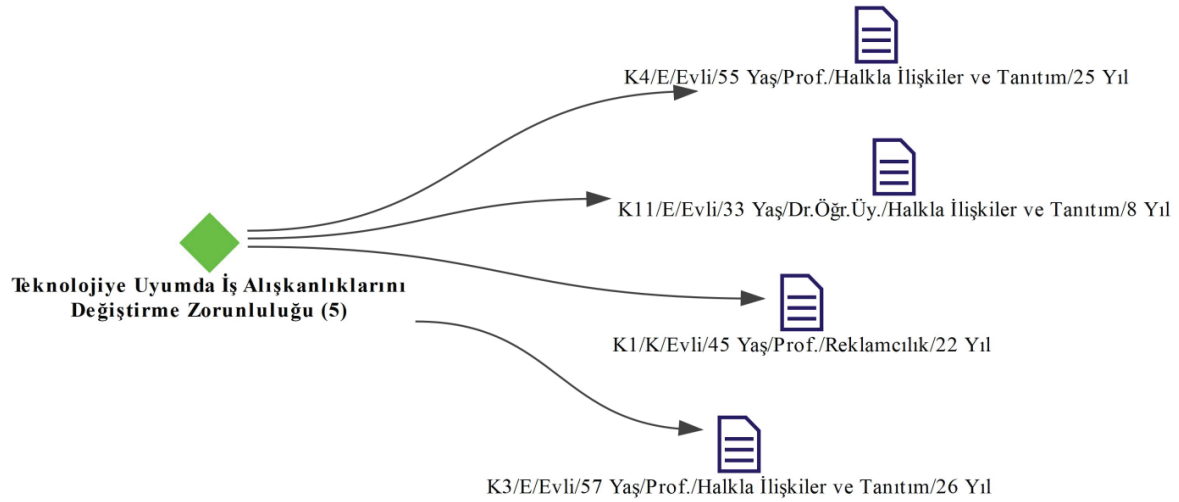 K4/E/Evli/55 Yaş/Prof./Halkla İlişkiler ve Tanıtım/25 Yıl
K11/E/Evli/33 Yaş/Dr.Öğr.Üy./Halkla İlişkiler ve Tanıtım/8 Yıl
Teknolojiye Uyumda İş Alışkanlıklarını
Değiştirme Zorunluluğu (5)
K1/K/Evli/45 Yaş/Prof./Reklamcılık/22 Yıl
K3/E/Evli/57 Yaş/Prof./Halkla İlişkiler ve Tanıtım/26 Yıl